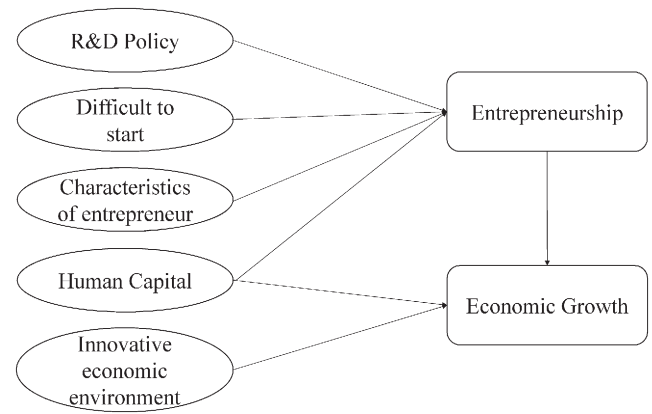 R&D Policy
Difficult to
start
Characteristics
of entrepreneur
Human Capital
Innovative
economic
environment
Entrepreneurship
Economic Growth